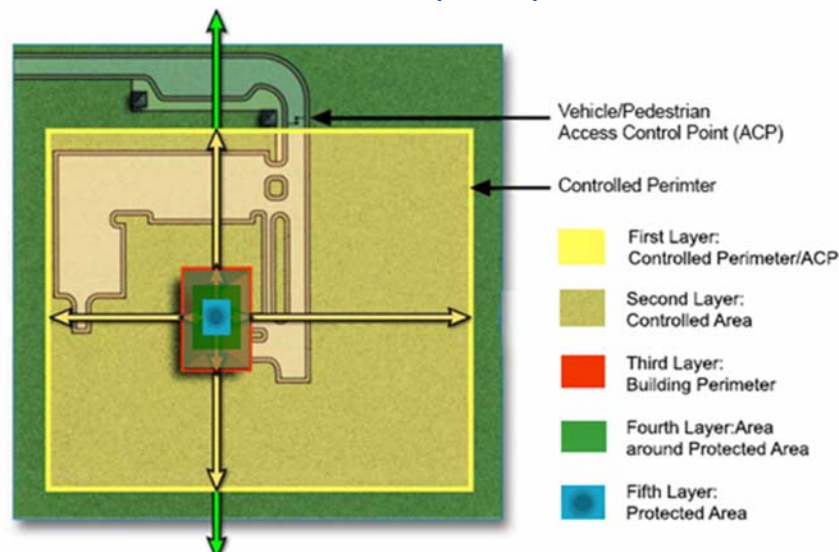 Vehicle/Pedestrian
Access Control Point (ACP)
Controlled Perimter
First Layer:
Controlled Perimeter/ACP
Second Layer:
Controlled Area
Third Layer:
Building Perimeter
Fourth Layer:Area
around Protected Area
Fifth Layer:
Protected Area